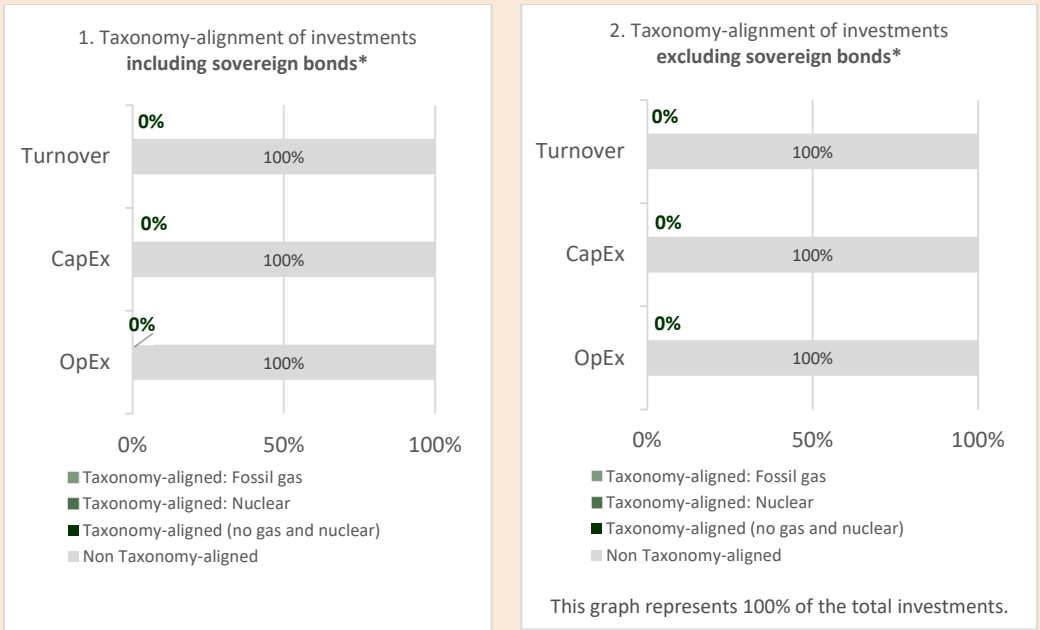 1. Taxonomy-alignment of investments
including sovereign bonds*
0%
Turnover
100%
0%
CapEx
100%
0%
OpEx
100%
0%
50%
100%
Taxonomy-aligned: Fossil gas
Taxonomy-aligned: Nuclear
Taxonomy-aligned (no gas and nuclear)
Non Taxonomy-aligned
2. Taxonomy-alignment of investments
excluding sovereign bonds*
0%
Turnover
100%
0%
CapEx
100%
0%
OpEx
100%
0%
50%
100%
Taxonomy-aligned: Fossil gas
Taxonomy-aligned: Nuclear
Taxonomy-aligned (no gas and nuclear)
Non Taxonomy-aligned
This graph represents 100% of the total investments.